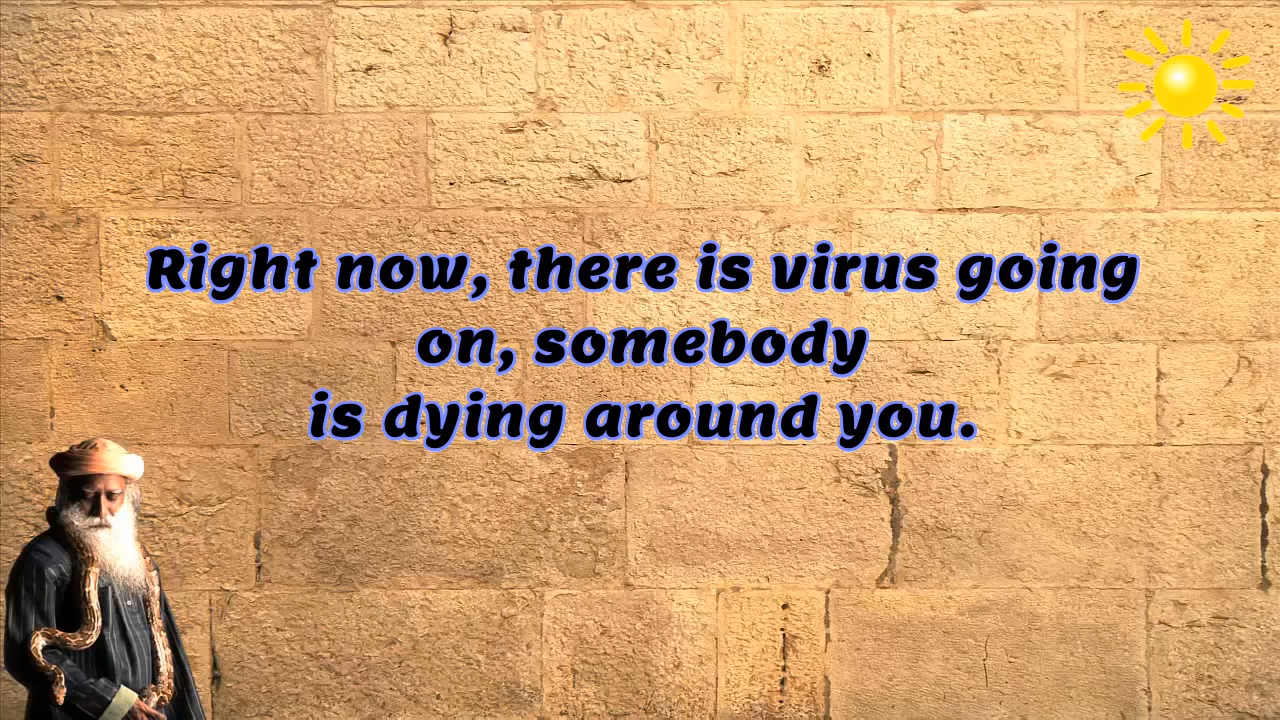 Right now, there is virus going
on, somebody
is dying around you.